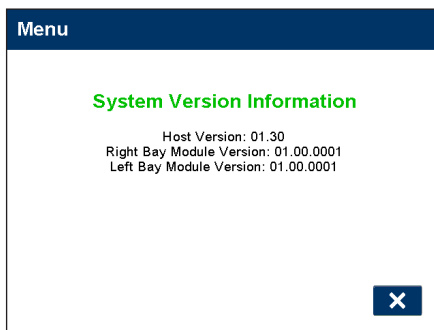 Menu
System Version Information
Host Version: 01.30
Right Bay Module Version: 01.00.0001
Left Bay Module Version: 01.00.0001